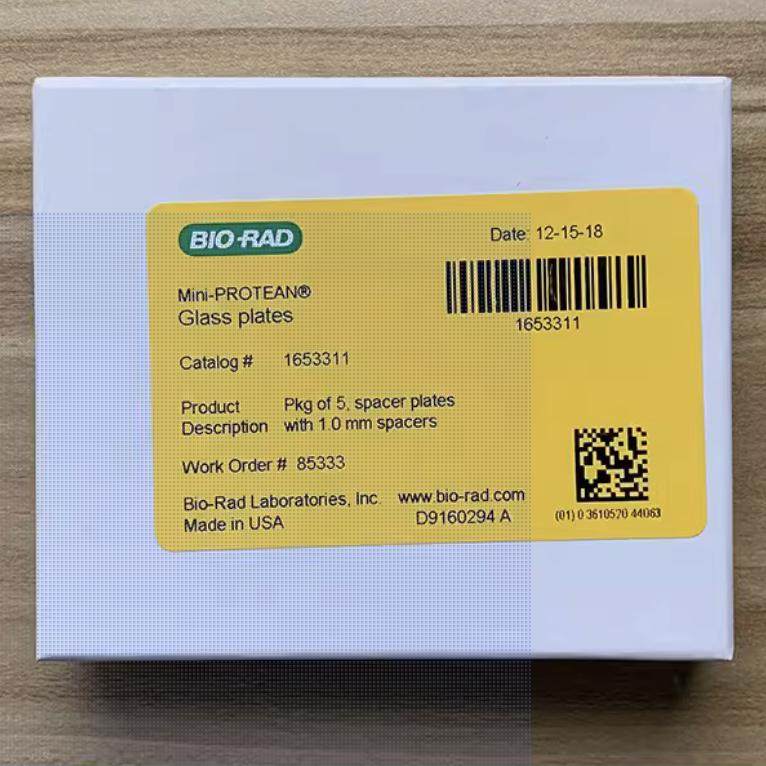 BIO-RAD
Date: 12-15-18
Mini-PROTEAN®
Glass plates
1653311
Catalog # 1653311
Product Description Pkg of 5, spacer plates with 1.0 mm spacers
Work Order # 85333
Bio-Rad Laboratories, Inc. www.bio-rad.com
Made in USA D9160294 A
(01) 0 3610520 44063